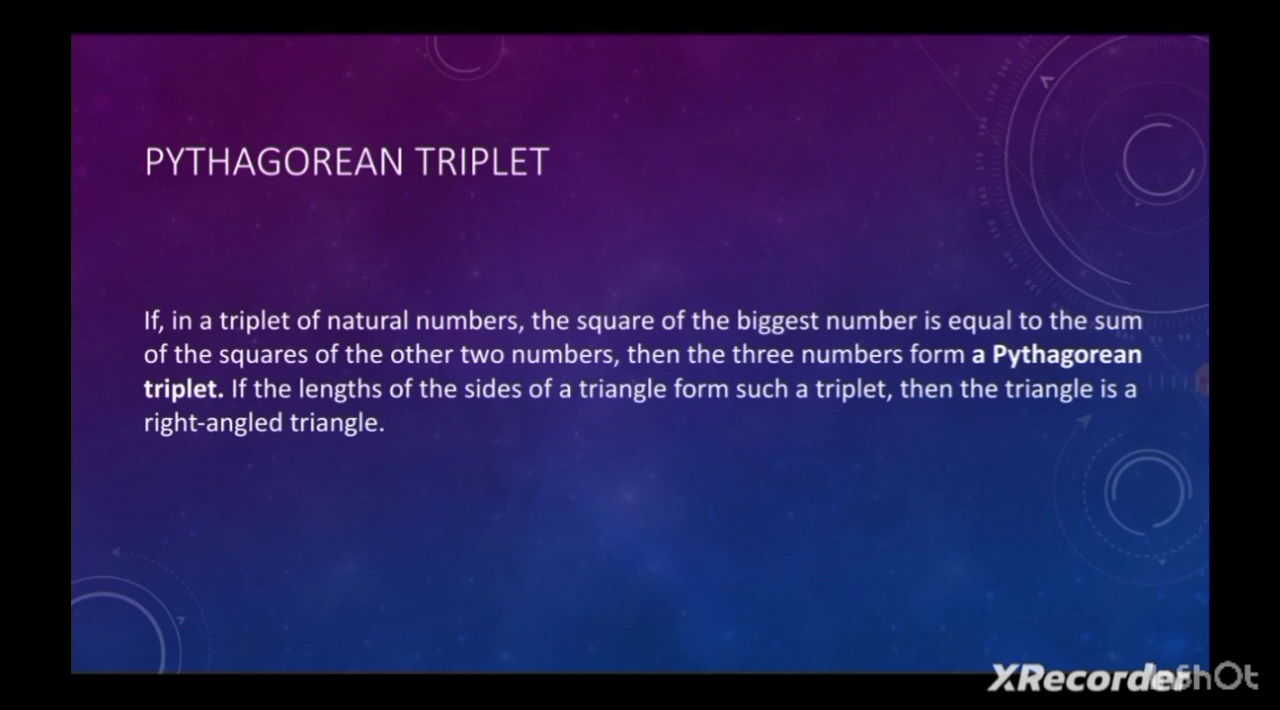 PYTHAGOREAN TRIPLET
If, in a triplet of natural numbers, the square of the biggest number is equal to the sum
of the squares of the other two numbers, then the three numbers form a Pythagorean
triplet. If the lengths of the sides of a triangle form such a triplet, then the triangle is a
right-angled triangle.
XRecorder